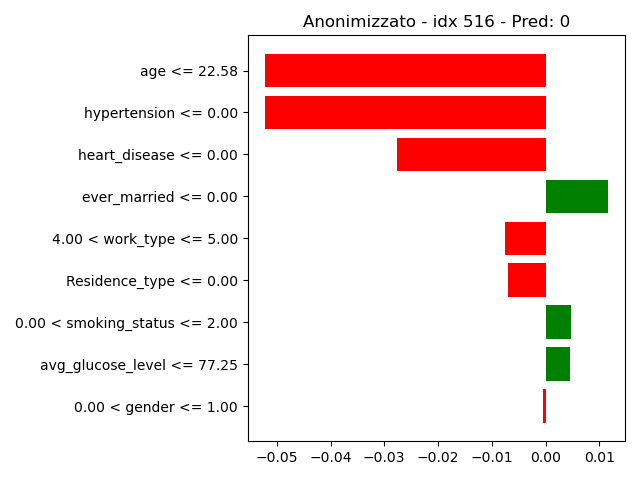 Anonimizzato - idx 516 - Pred: 0
age <= 22.58
hypertension <= 0.00
heart_disease <= 0.00
ever_married <= 0.00
4.00 < work_type <= 5.00
Residence_type <= 0.00
0.00 < smoking_status <= 2.00
avg_glucose_level <= 77.25
0.00 < gender <= 1.00
−0.05 −0.04 −0.03 −0.02 −0.01 0.00 0.01